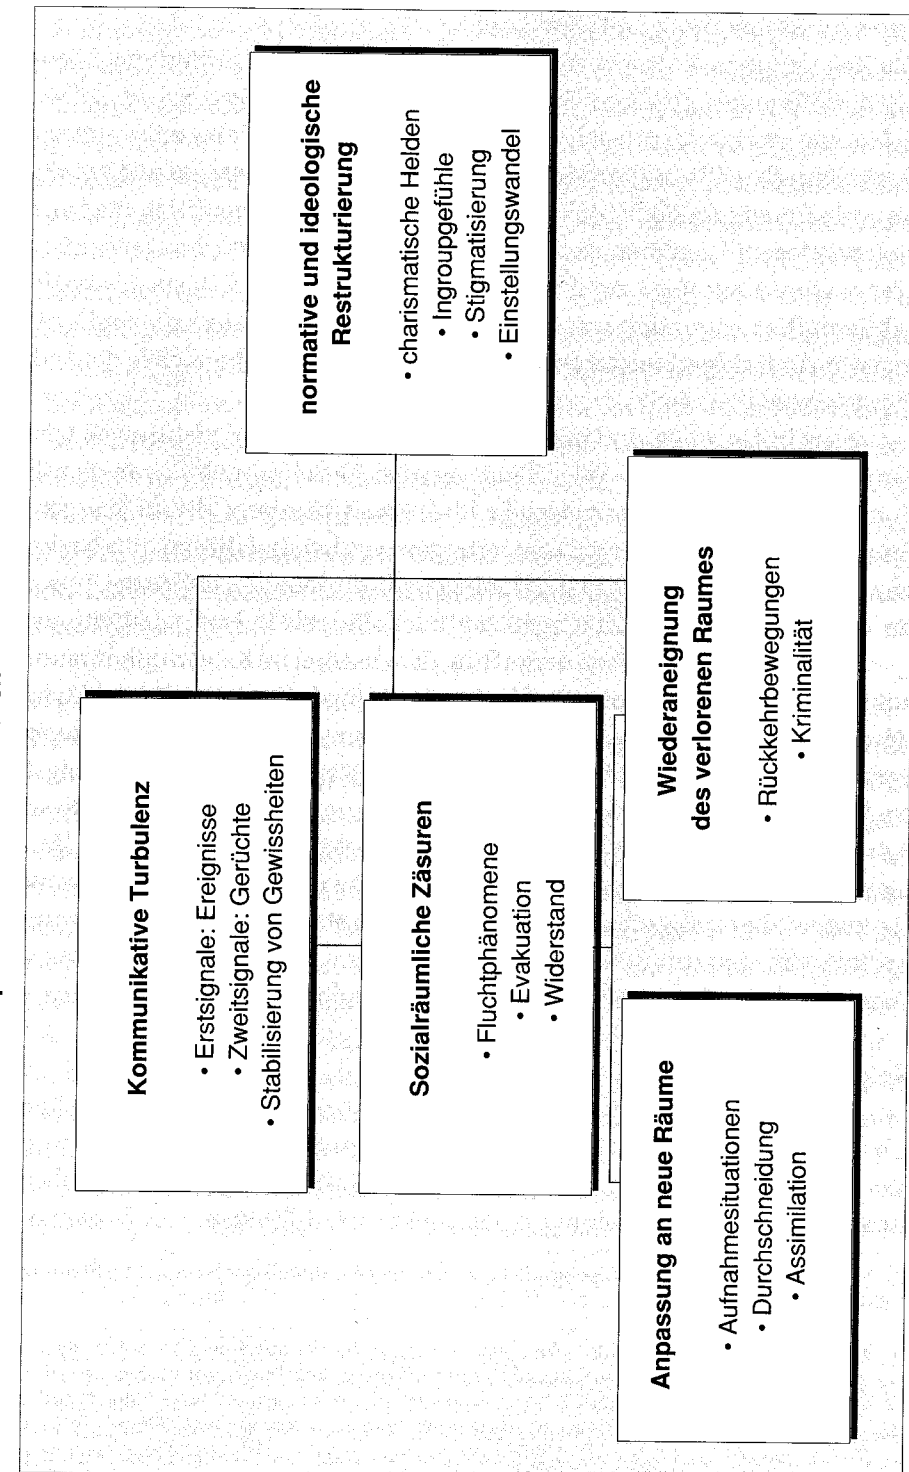 Kommunikative Turbulenz
• Erstsignale: Ereignisse
• Zweitsignale: Gerüchte
• Stabilisierung von Gewissheiten
Sozialräumliche Zäsuren
• Fluchtphänomene
• Evakuation
• Widerstand
normative und ideologische
Restrukturierung
• charismatische Helden
• Ingroupgefühle
• Stigmatisierung
• Einstellungswandel
Anpassung an neue Räume
• Aufnahmesituationen
• Durchschneidung
• Assimilation
Wiederaneignung
des verlorenen Raumes
• Rückkehrbewegungen
• Kriminalität